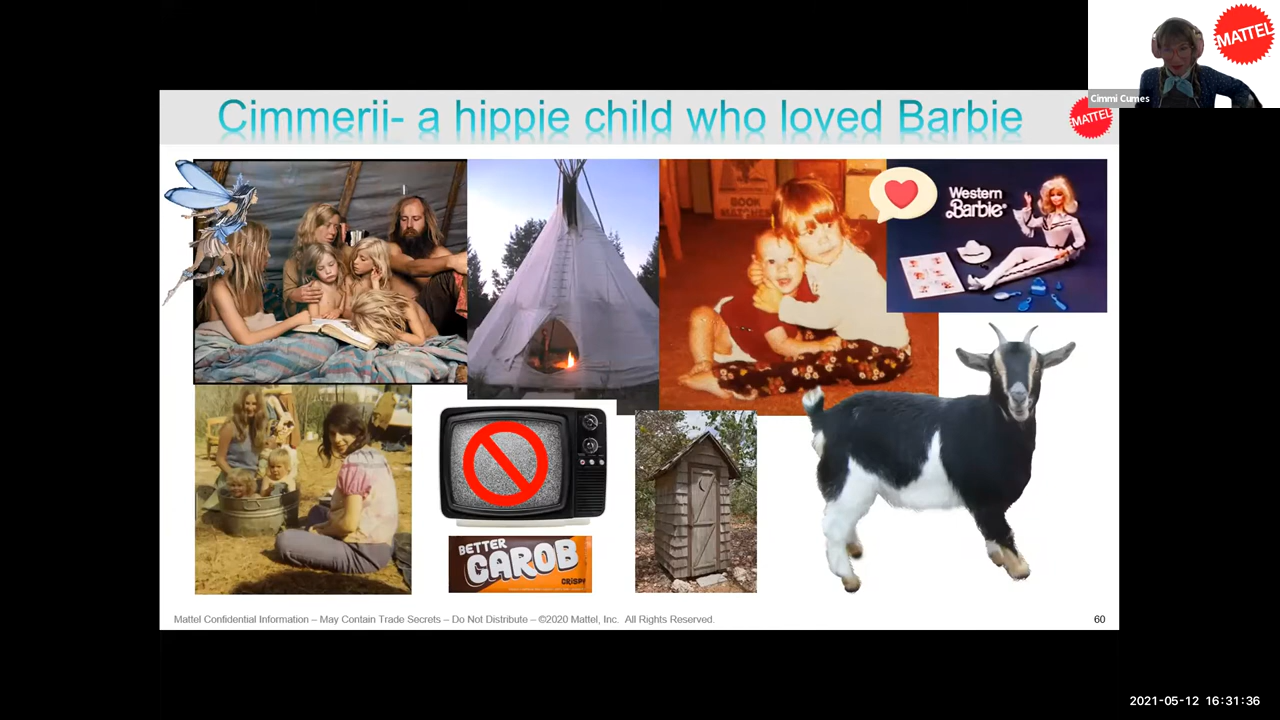 MATTEL
Cimmi Cumes
Cimmerii- a hippie child who loved Barbie
MATTEL
BOOK
MATCHES
Western
Barbie
BETTER
CAROB
CRISPY
Mattel Confidential Information – May Contain Trade Secrets – Do Not Distribute – ©2020 Mattel, Inc. All Rights Reserved.
60
2021-05-12 16:31:36